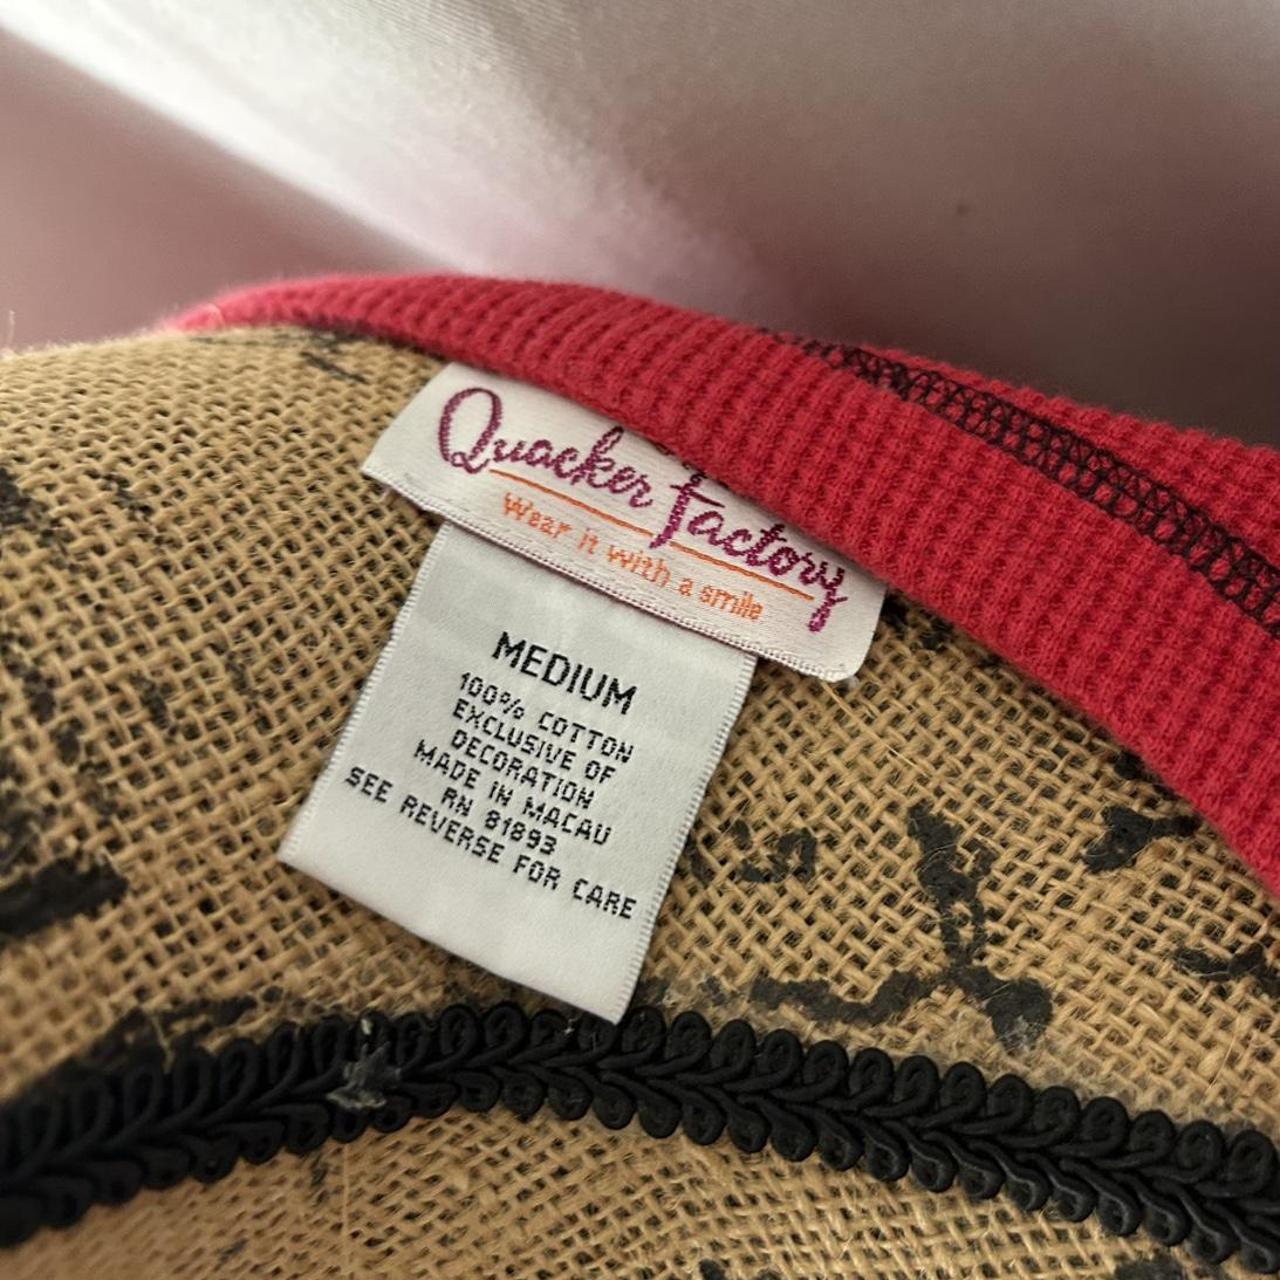 Quacker Factory
Wear it with a smile
MEDIUM
100% COTTON
EXCLUSIVE OF
DECORATION
MADE IN MACAU
RN 81893
SEE REVERSE FOR CARE